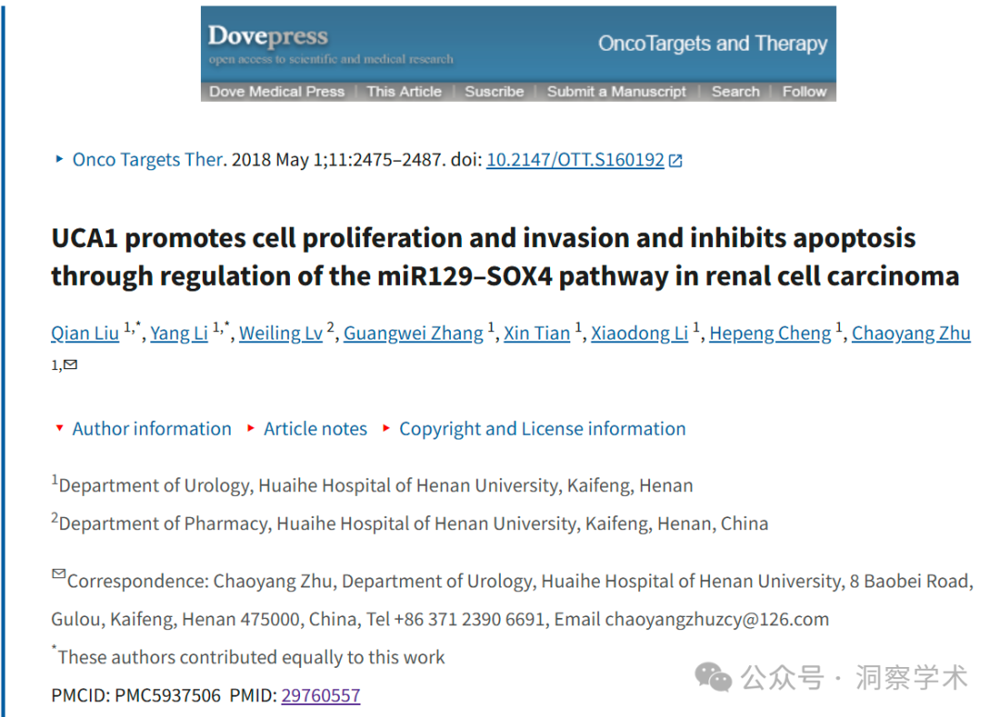 Dovepress
open access to scientific and medical research
OncoTargets and Therapy
Dove Medical Press | This Article | Suscribe | Submit a Manuscript | Search | Follow
Onco Targets Ther. 2018 May 1;11:2475–2487. doi: 10.2147/OTT.S160192
UCA1 promotes cell proliferation and invasion and inhibits apoptosis
through regulation of the miR129–SOX4 pathway in renal cell carcinoma
Qian Liu 1,*, Yang Li 1,*, Weiling Lv 2, Guangwei Zhang 1, Xin Tian 1, Xiaodong Li 1, Hepeng Cheng 1, Chaoyang Zhu
1,✉
Author information Article notes Copyright and License information
1Department of Urology, Huaihe Hospital of Henan University, Kaifeng, Henan
2Department of Pharmacy, Huaihe Hospital of Henan University, Kaifeng, Henan, China
✉Correspondence: Chaoyang Zhu, Department of Urology, Huaihe Hospital of Henan University, 8 Baobei Road,
Gulou, Kaifeng, Henan 475000, China, Tel +86 371 2390 6691, Email chaoyangzhuzcy@126.com
*These authors contributed equally to this work
PMCID: PMC5937506 PMID: 29760557
公众号 · 洞察学术